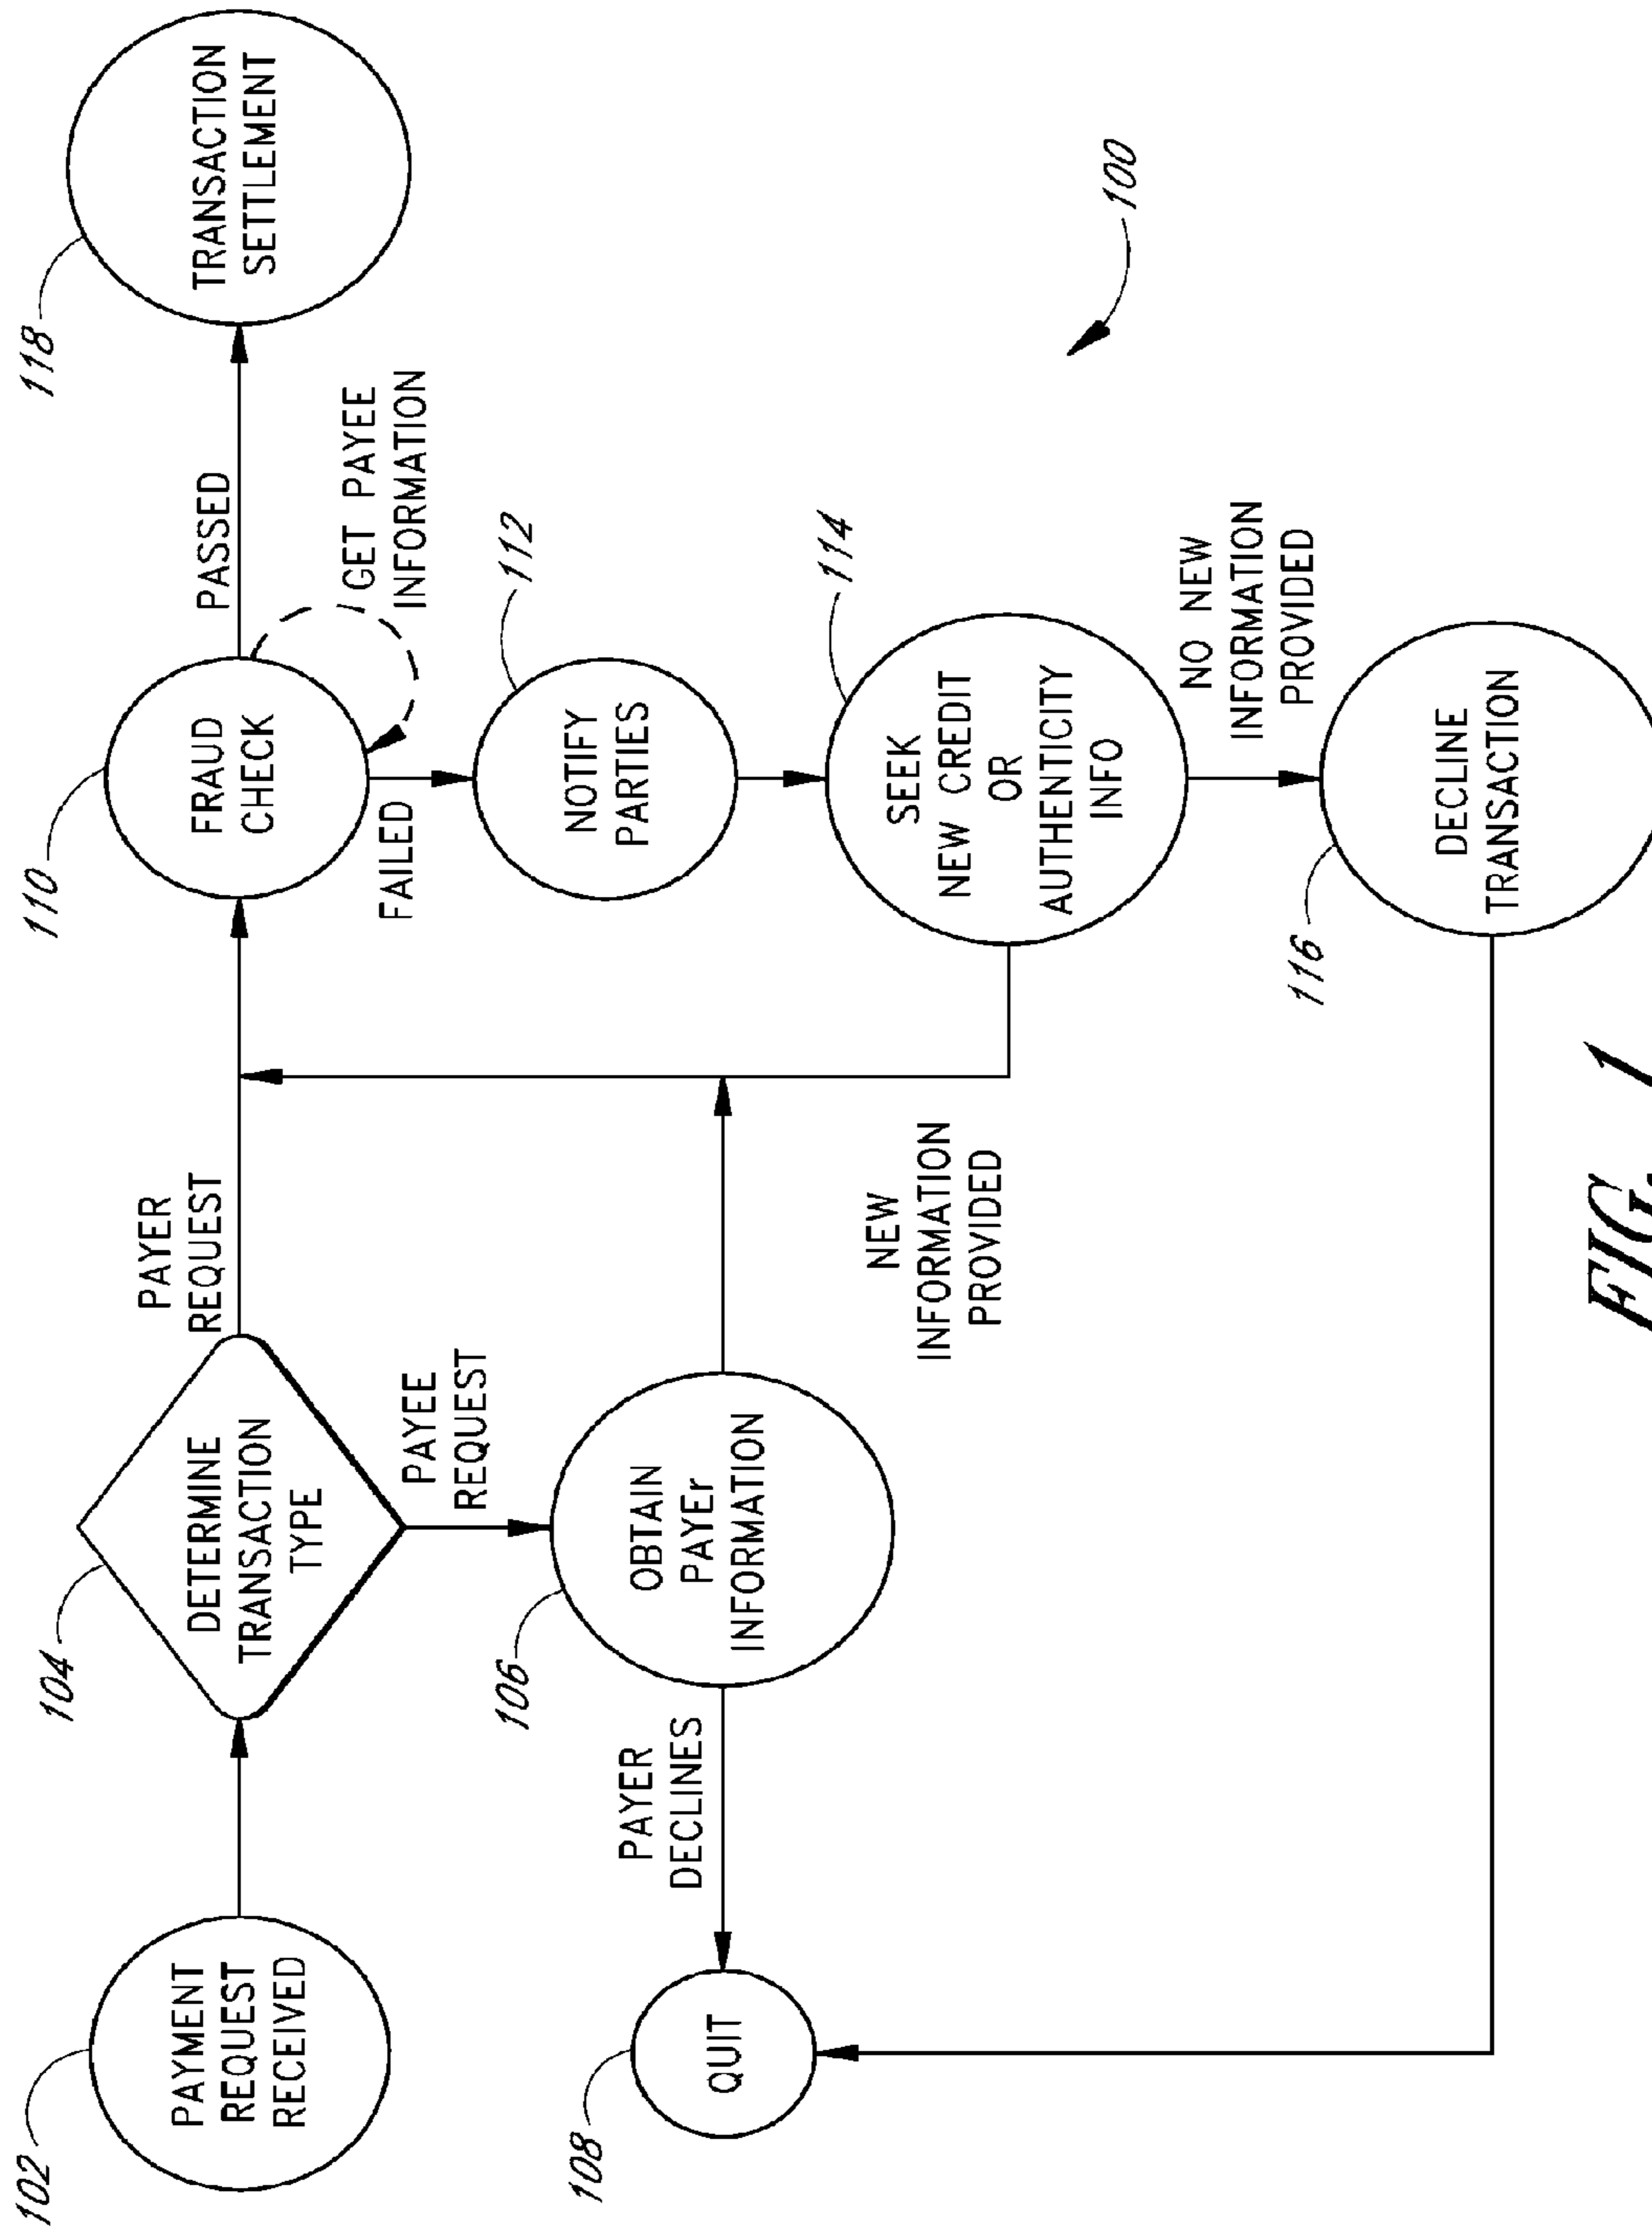 102
PAYMENT
REQUEST
RECEIVED
104
DETERMINE
TRANSACTION
TYPE
PAYER
REQUEST
110
FRAUD
CHECK
PASSED
118
TRANSACTION
SETTLEMENT
GET PAYEE
INFORMATION
FAILED
PAYEE
REQUEST
112
NOTIFY
PARTIES
108
QUIT
PAYER
DECLINES
106
OBTAIN
PAYEr
INFORMATION
NEW
INFORMATION
PROVIDED
114
SEEK
NEW CREDIT
OR
AUTHENTICITY
INFO
NO NEW
INFORMATION
PROVIDED
116
DECLINE
TRANSACTION
100
FIG. 1